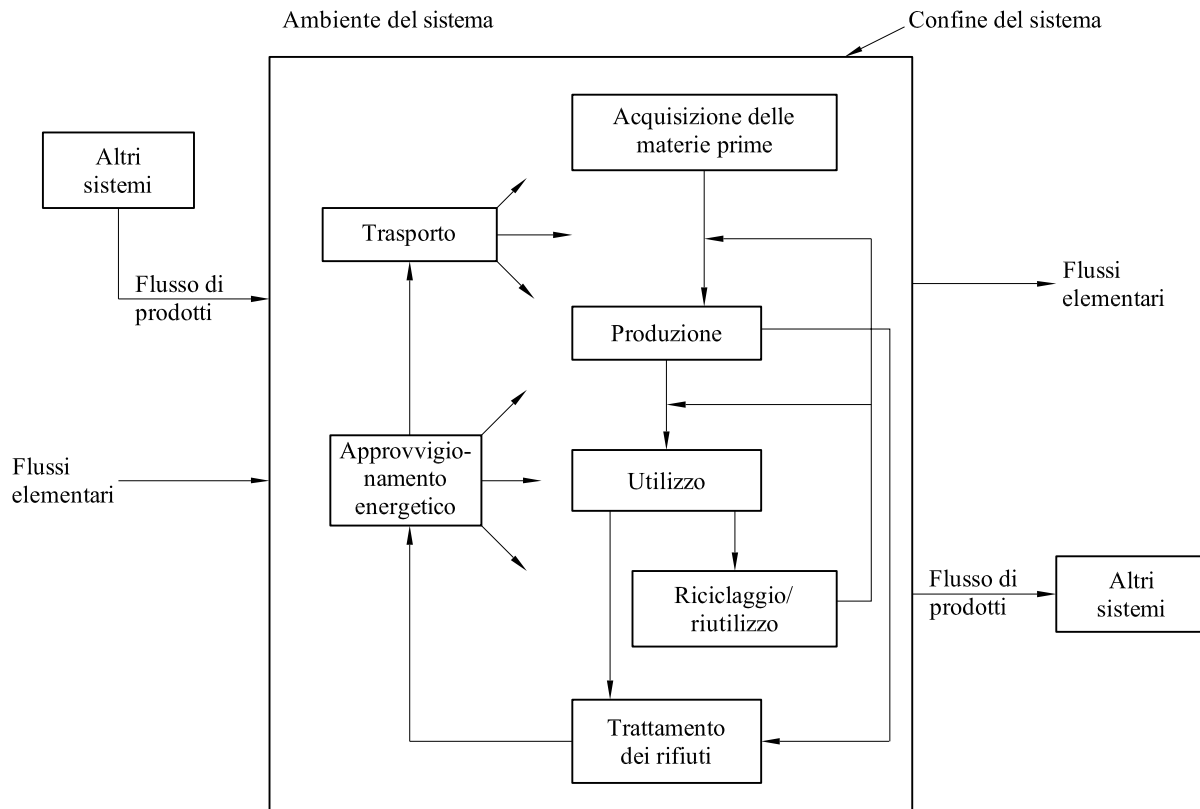 Ambiente del sistema
Confine del sistema
Acquisizione delle
materie prime
Altri
sistemi
Trasporto
Flusso di
prodotti
Flussi
elementari
Produzione
Approvvigio-
namento
energetico
Flussi
elementari
Utilizzo
Riciclaggio/
riutilizzo
Flusso di
prodotti
Altri
sistemi
Trattamento
dei rifiuti